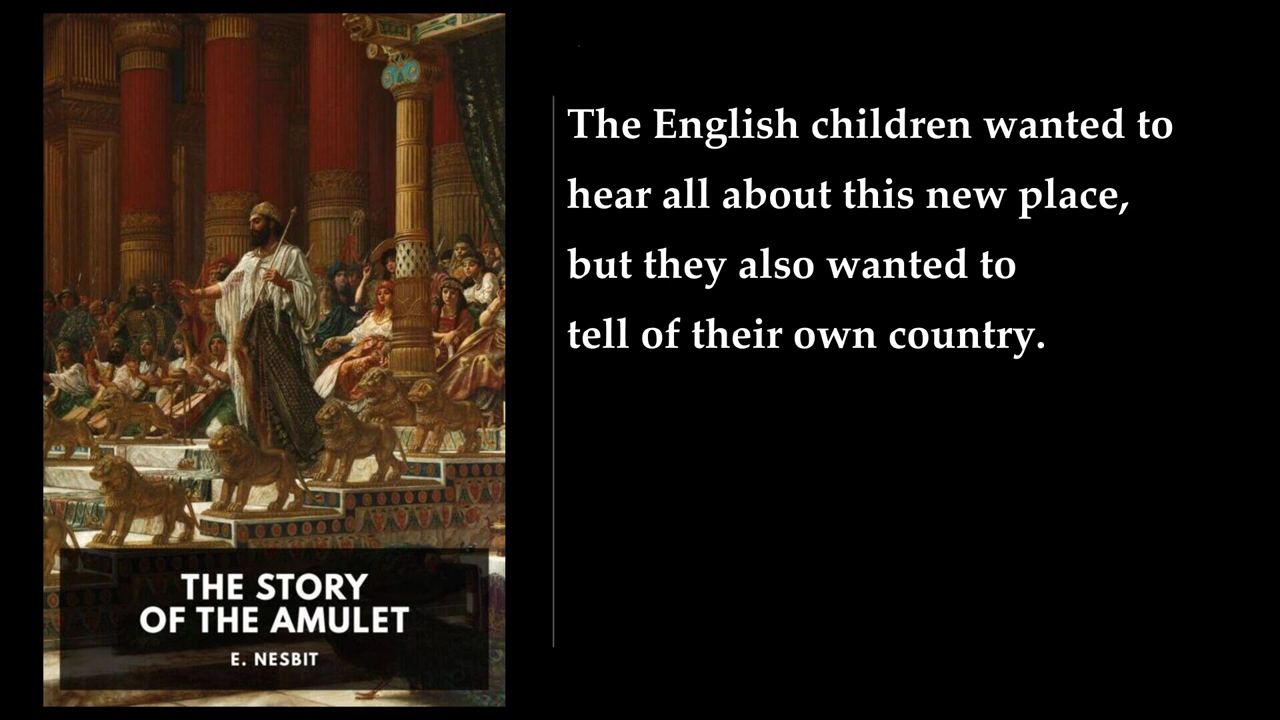 The English children wanted to
hear all about this new place,
but they also wanted to
tell of their own country.
THE STORY
OF THE AMULET
E. NESBIT